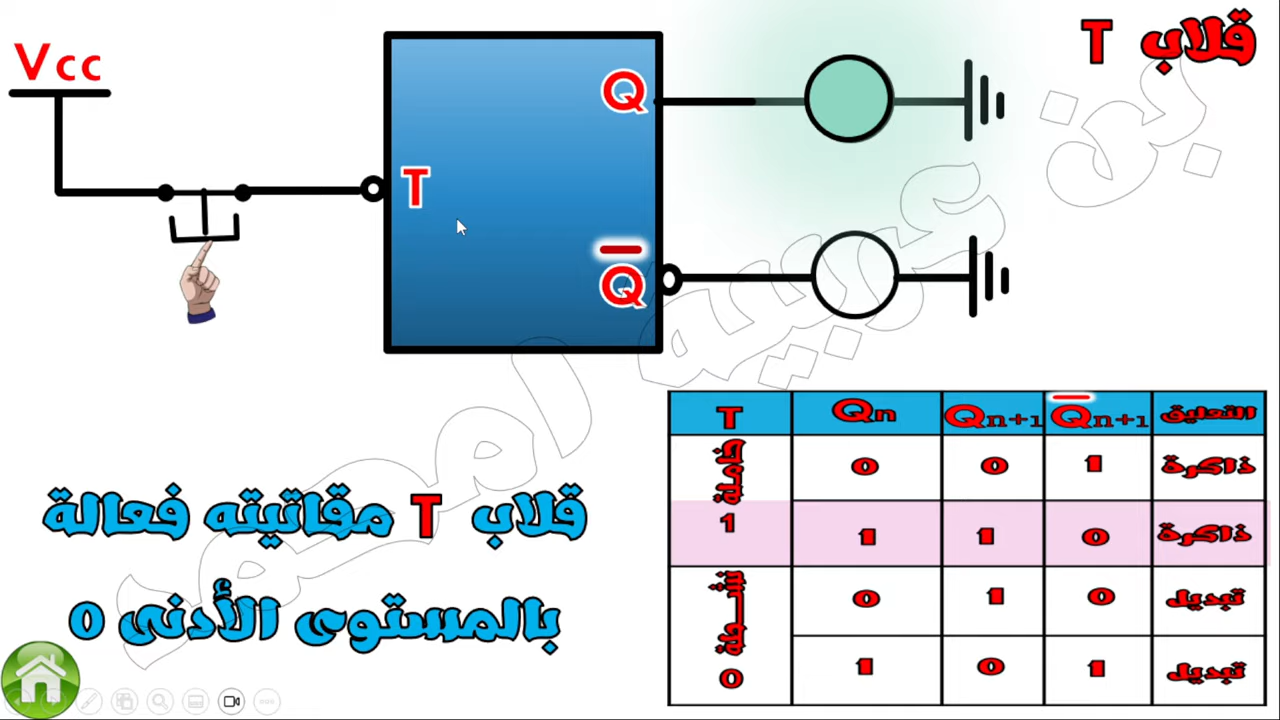 قلاب T
Vcc
Q
T
Q̅
T Qn Qn+1 Q̅n+1 التعليق
خاملة 1
0 0 1 ذاكرة
1 1 0 ذاكرة
نشطة 0
0 1 0 تبديل
1 0 1 تبديل
قلاب T مقاتيته فعالة
بالمستوى الأدنى 0